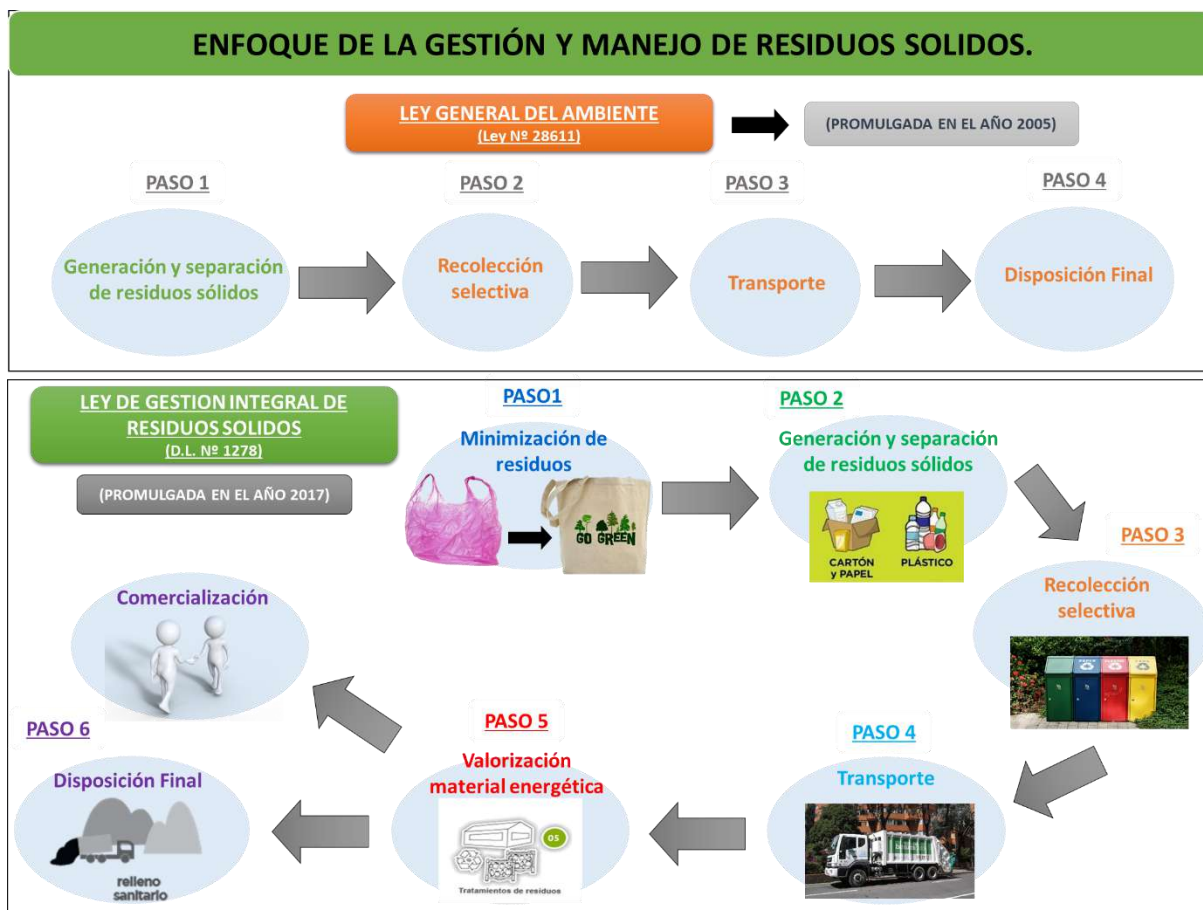 ENFOQUE DE LA GESTIÓN Y MANEJO DE RESIDUOS SOLIDOS.
LEY GENERAL DEL AMBIENTE
(Ley Nº 28611)
(PROMULGADA EN EL AÑO 2005)
PASO 1
PASO 2
PASO 3
PASO 4
Generación y separación
de residuos sólidos
Recolección
selectiva
Transporte
Disposición Final
LEY DE GESTION INTEGRAL DE
RESIDUOS SOLIDOS
(D.L. Nº 1278)
(PROMULGADA EN EL AÑO 2017)
PASO1
Minimización de
residuos
GO GREEN
PASO 2
Generación y separación
de residuos sólidos
CARTÓN
y PAPEL
PLÁSTICO
PASO 3
Recolección
selectiva
PASO 4
Transporte
PASO 5
Valorización
material energética
05
Tratamientos de residuos
Comercialización
PASO 6
Disposición Final
relleno
sanitario